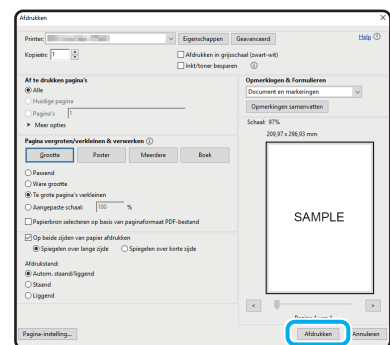 Afdrukken
Printer: Eigenschappen Geavanceerd Help
Kopieën: 1 Afdrukken in grijsschaal (zwart-wit)
Inkt/toner besparen
Af te drukken pagina's
Alle
Huidige pagina
Pagina's 1
Meer opties
Opmerkingen & Formulieren
Document en markeringen
Opmerkingen samenvatten
Pagina vergroten/verkleinen & verwerken
Grootte Poster Meerdere Boek
Passend
Ware grootte
Te grote pagina's verkleinen
Aangepaste schaal: 100 %
Papierbron selecteren op basis van paginaformaat PDF-bestand
Op beide zijden van papier afdrukken
Spiegelen over lange zijde Spiegelen over korte zijde
Afdrukstand:
Autom. staand/liggend
Staand
Liggend
Schaal: 97%
209,97 x 296,93 mm
SAMPLE
< >
Pagina 1 van 1
Pagina-instelling... Afdrukken Annuleren